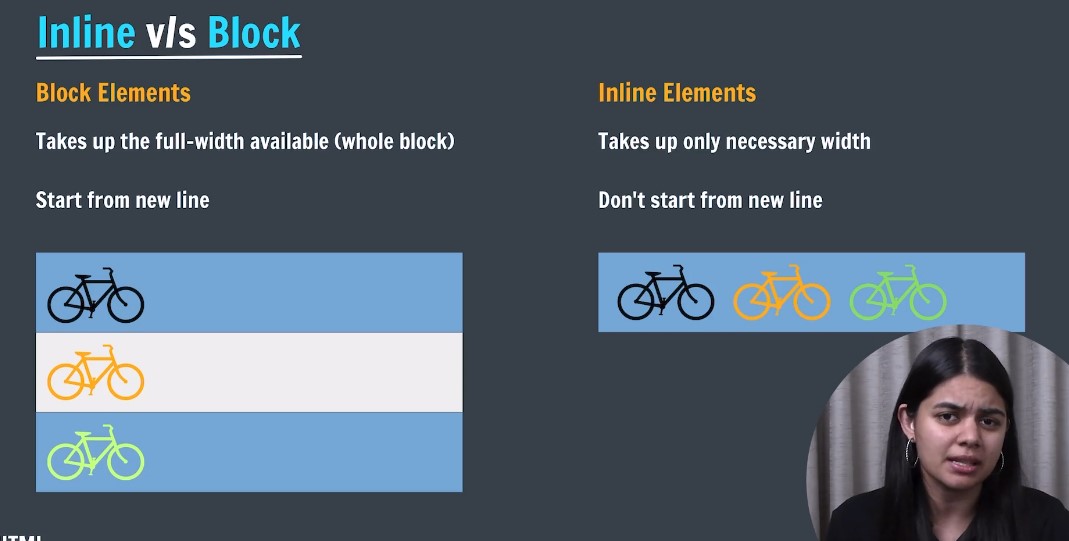 Inline v/s Block
Block Elements
Takes up the full-width available (whole block)
Start from new line
Inline Elements
Takes up only necessary width
Don't start from new line